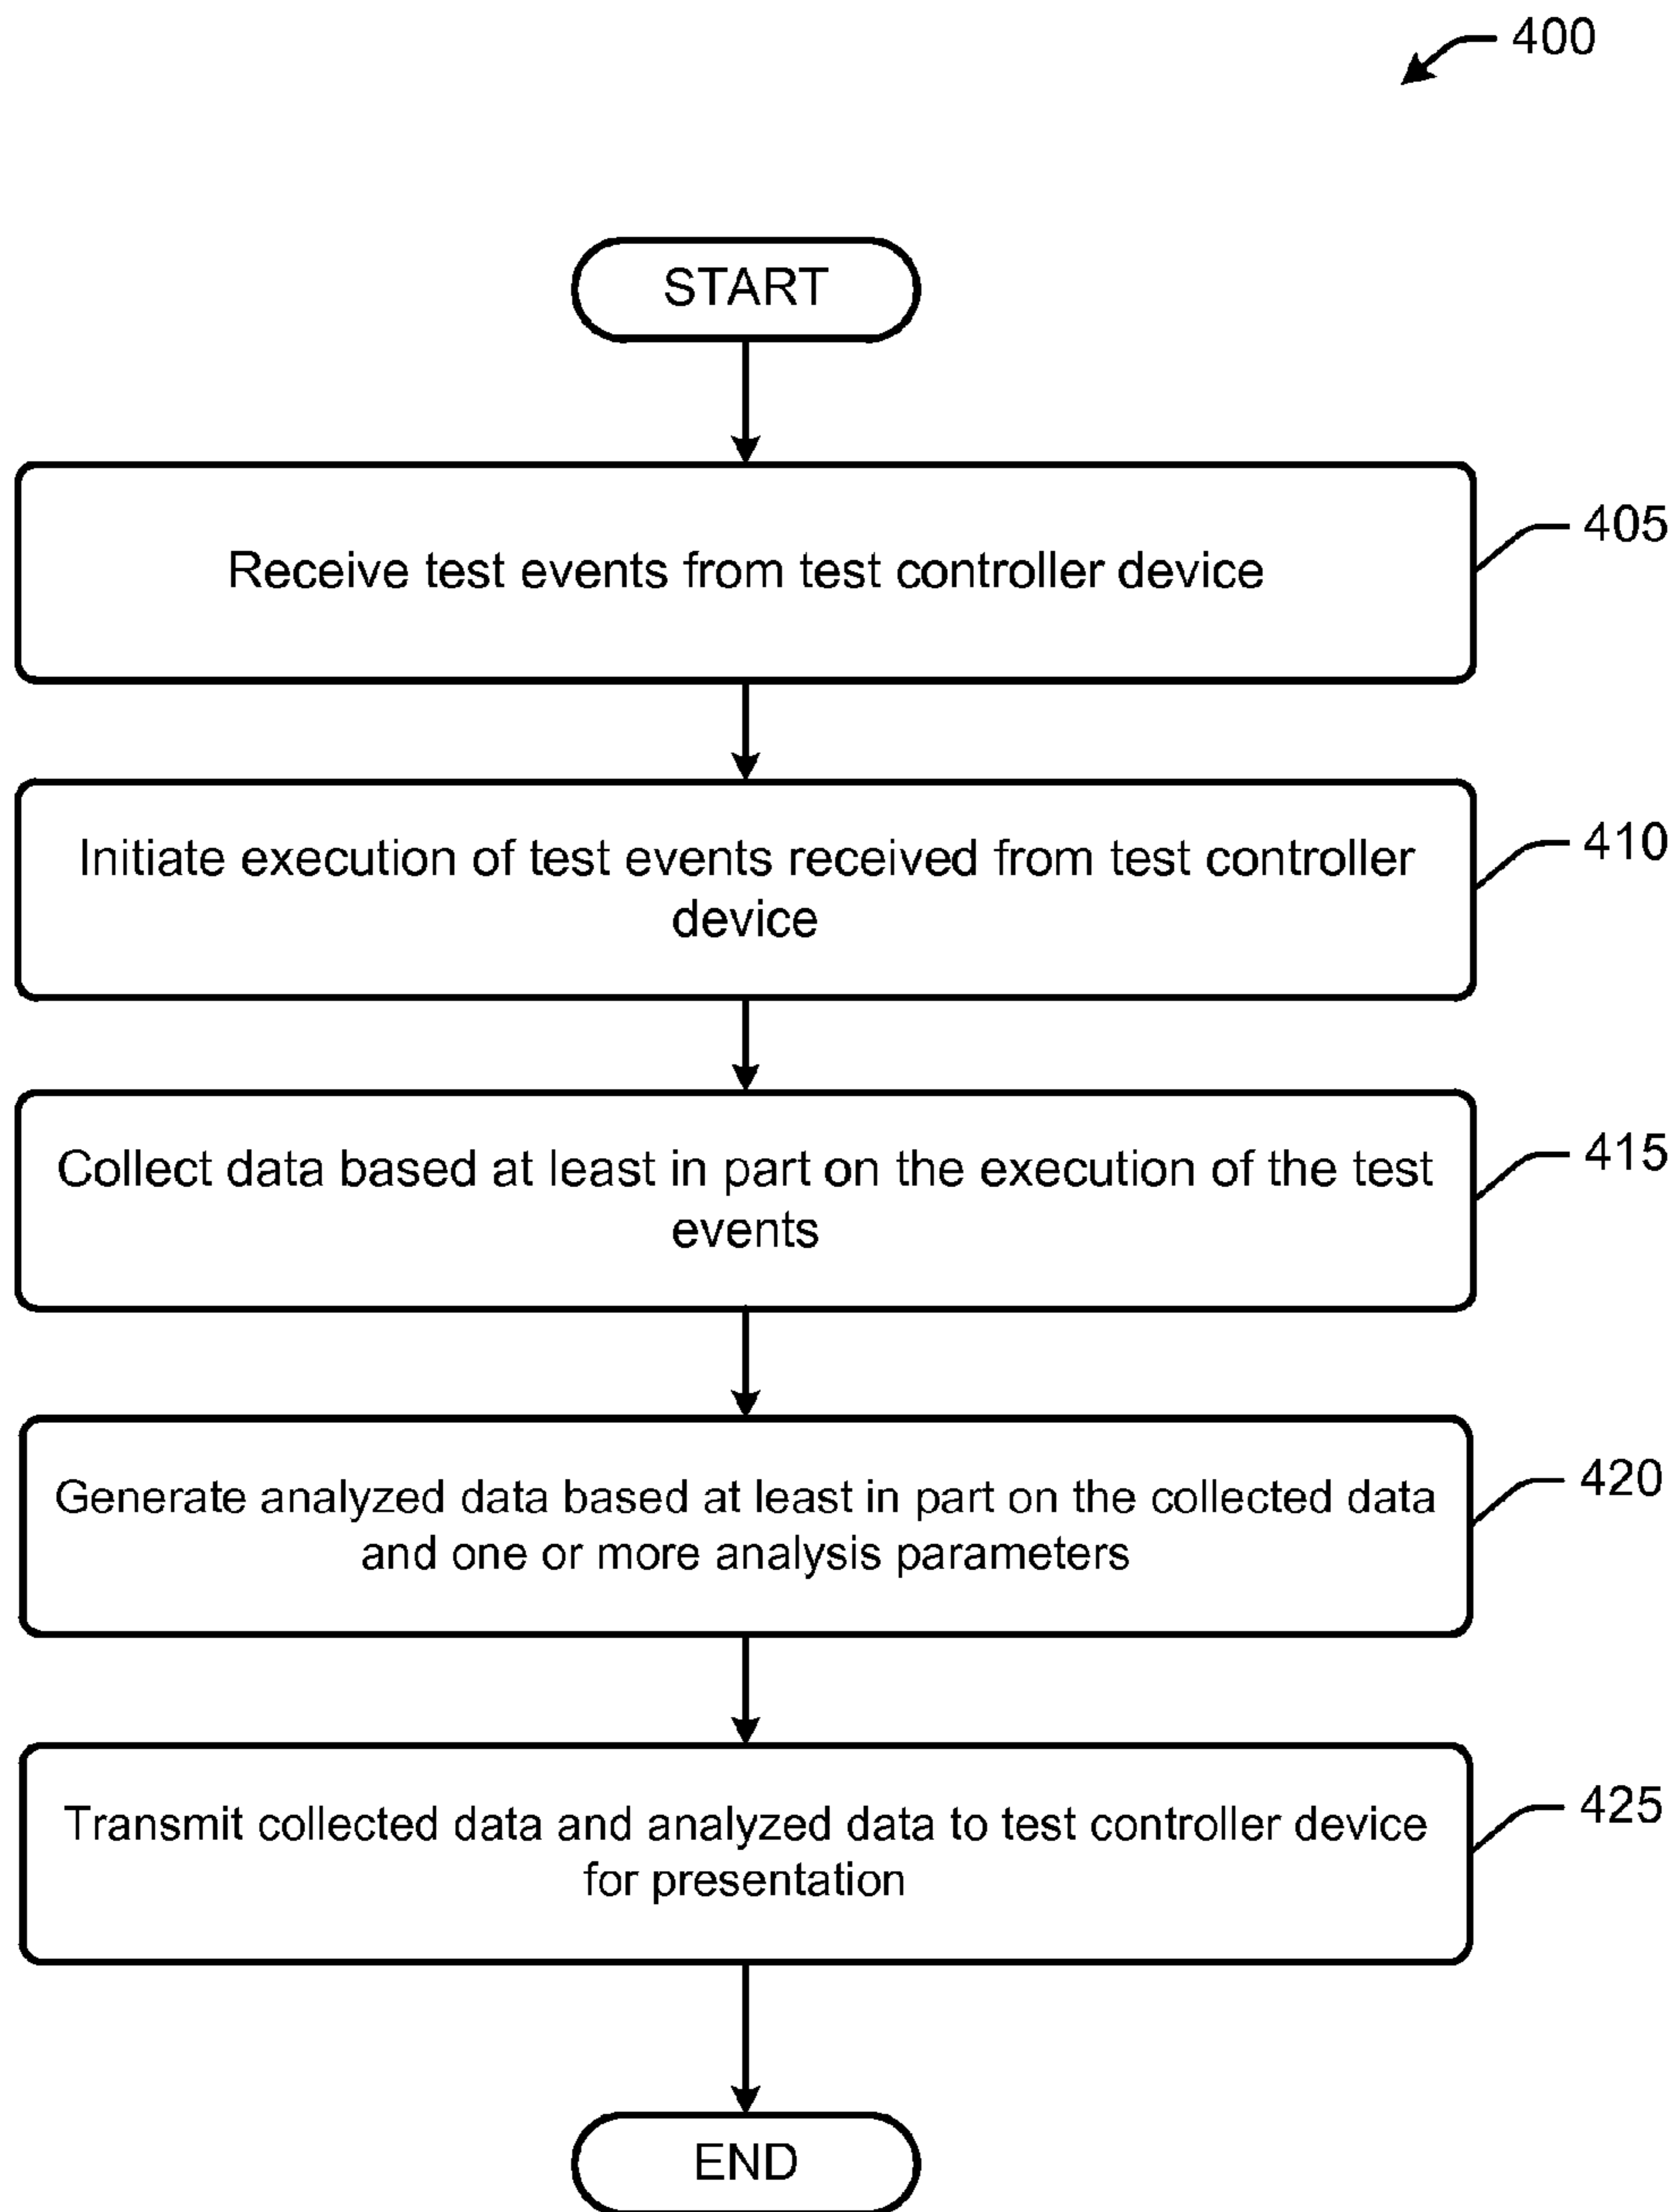 400
START
Receive test events from test controller device
405
Initiate execution of test events received from test controller
device
410
Collect data based at least in part on the execution of the test
events
415
Generate analyzed data based at least in part on the collected data
and one or more analysis parameters
420
Transmit collected data and analyzed data to test controller device
for presentation
425
END